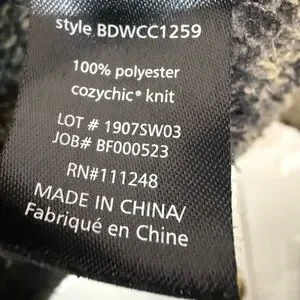 style BDWCC1259
100% polyester
cozychic® knit
LOT # 1907SW03
JOB# BF000523
RN#111248
MADE IN CHINA/
Fabriqué en Chine